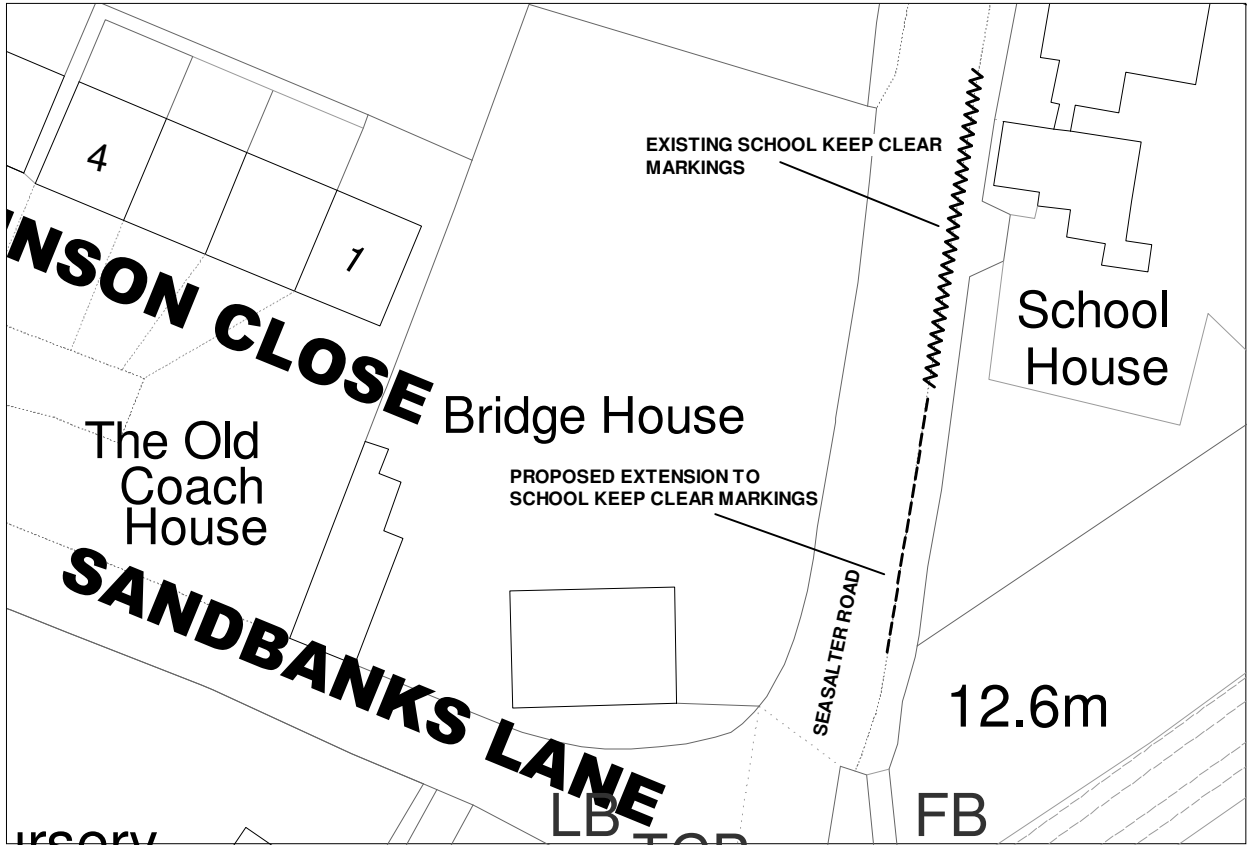 EXISTING SCHOOL KEEP CLEAR
MARKINGS
4
1
NSON CLOSE
School
House
Bridge House
The Old
Coach
House
PROPOSED EXTENSION TO
SCHOOL KEEP CLEAR MARKINGS
SEASALTER ROAD
SANDBANKS LANE
12.6m
LB
FB